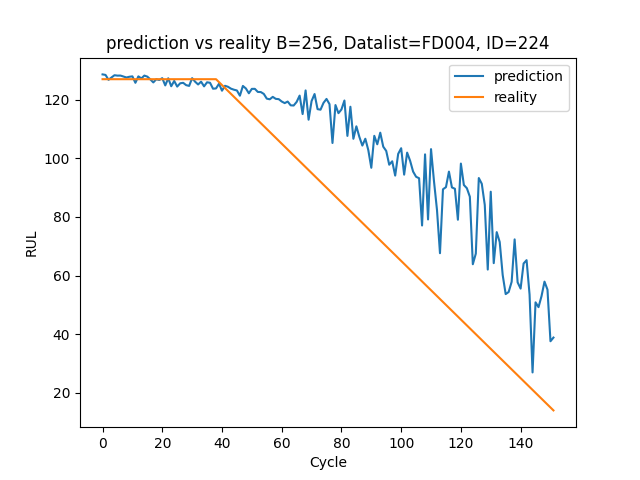 prediction vs reality B=256, Datalist=FD004, ID=224
prediction
reality
120
100
80
60
40
20
RUL
0 20 40 60 80 100 120 140
Cycle